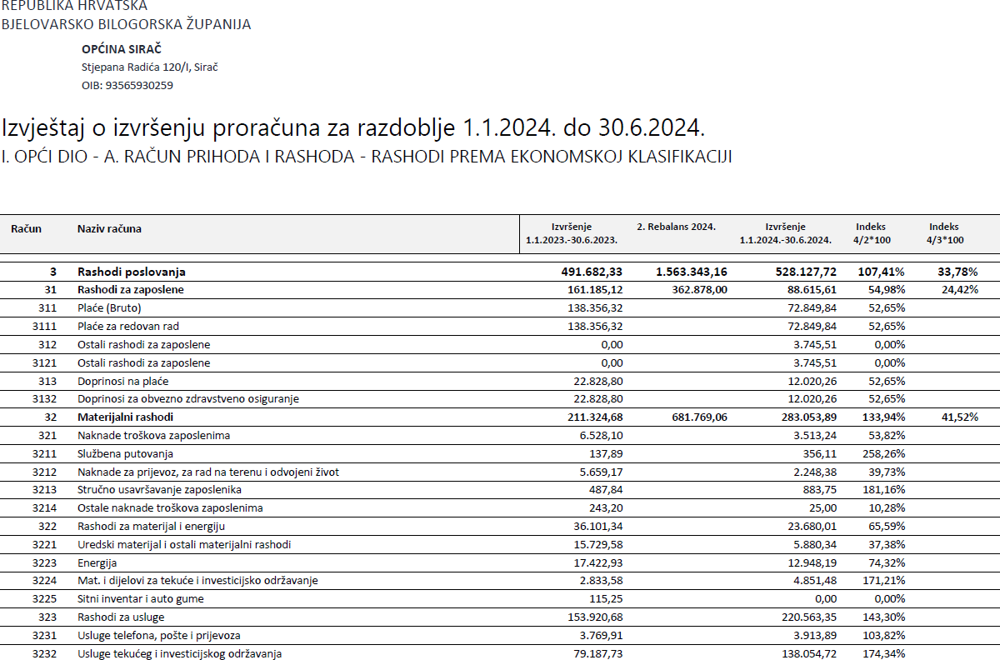 REPUBLIKA HRVATSKA
BJELOVARSKO BILOGORSKA ŽUPANIJA
OPĆINA SIRAČ
Stjepana Radića 120/I, Sirač
OIB: 93565930259
Izvještaj o izvršenju proračuna za razdoblje 1.1.2024. do 30.6.2024.
I. OPĆI DIO - A. RAČUN PRIHODA I RASHODA - RASHODI PREMA EKONOMSKOJ KLASIFIKACIJI
Račun Naziv računa Izvršenje 1.1.2023.-30.6.2023. 2. Rebalans 2024. Izvršenje 1.1.2024.-30.6.2024. Indeks 4/2*100 Indeks 4/3*100
3 Rashodi poslovanja 491.682,33 1.563.343,16 528.127,72 107,41% 33,78%
31 Rashodi za zaposlene 161.185,12 362.878,00 88.615,61 54,98% 24,42%
311 Plaće (Bruto) 138.356,32 72.849,84 52,65%
3111 Plaće za redovan rad 138.356,32 72.849,84 52,65%
312 Ostali rashodi za zaposlene 0,00 3.745,51 0,00%
3121 Ostali rashodi za zaposlene 0,00 3.745,51 0,00%
313 Doprinosi na plaće 22.828,80 12.020,26 52,65%
3132 Doprinosi za obvezno zdravstveno osiguranje 22.828,80 12.020,26 52,65%
32 Materijalni rashodi 211.324,68 681.769,06 283.053,89 133,94% 41,52%
321 Naknade troškova zaposlenima 6.528,10 3.513,24 53,82%
3211 Službena putovanja 137,89 356,11 258,26%
3212 Naknade za prijevoz, za rad na terenu i odvojeni život 5.659,17 2.248,38 39,73%
3213 Stručno usavršavanje zaposlenika 487,84 883,75 181,16%
3214 Ostale naknade troškova zaposlenima 243,20 25,00 10,28%
322 Rashodi za materijal i energiju 36.101,34 23.680,01 65,59%
3221 Uredski materijal i ostali materijalni rashodi 15.729,58 5.880,34 37,38%
3223 Energija 17.422,93 12.948,19 74,32%
3224 Mat. i dijelovi za tekuće i investicijsko održavanje 2.833,58 4.851,48 171,21%
3225 Sitni inventar i auto gume 115,25 0,00 0,00%
323 Rashodi za usluge 153.920,68 220.563,35 143,30%
3231 Usluge telefona, pošte i prijevoza 3.769,91 3.913,89 103,82%
3232 Usluge tekućeg i investicijskog održavanja 79.187,73 138.054,72 174,34%